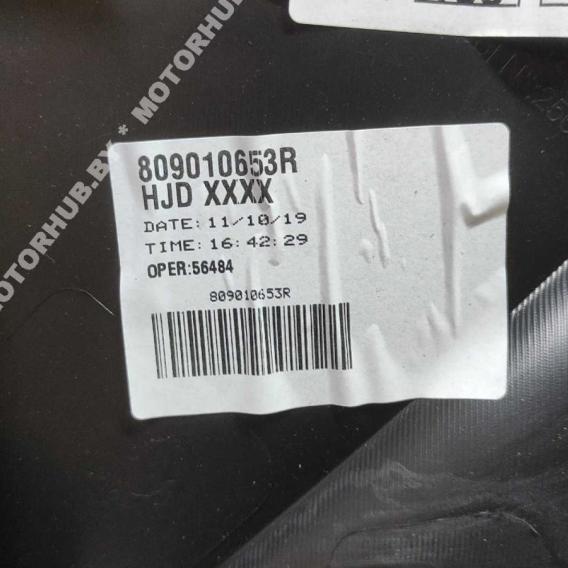 MOTORHUB.BY * MOTORHUB
809010653R
HJD XXXX
DATE: 11/10/19
TIME: 16:42:29
OPER:56484
809010653R